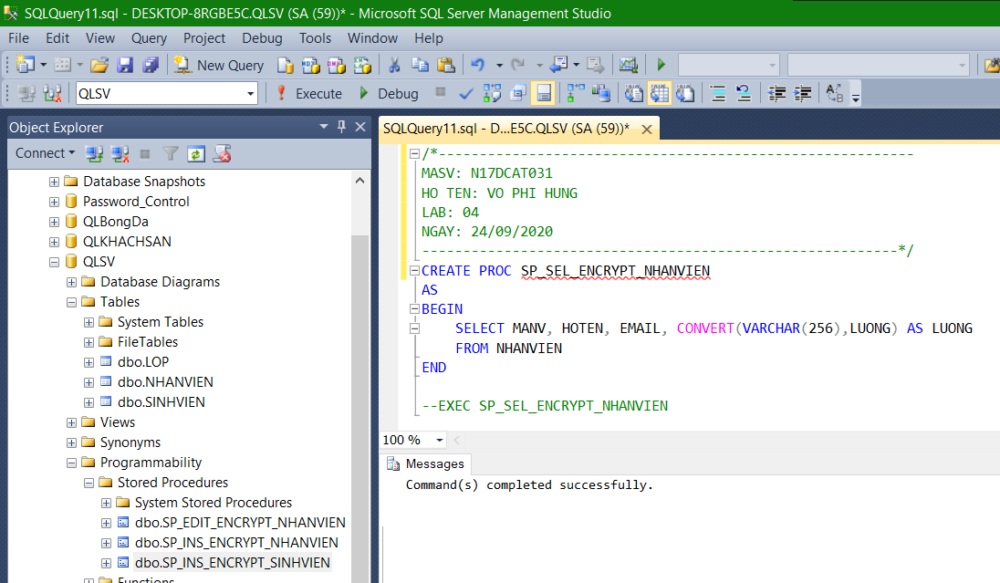 SQLQuery11.sql - DESKTOP-8RGBE5C.QLSV (SA (59))* - Microsoft SQL Server Management Studio
File Edit View Query Project Debug Tools Window Help
New Query
QLSV Execute Debug
Object Explorer
Connect
Database Snapshots
Password_Control
QLBongDa
QLKHACHSAN
QLSV
Database Diagrams
Tables
System Tables
FileTables
dbo.LOP
dbo.NHANVIEN
dbo.SINHVIEN
Views
Synonyms
Programmability
Stored Procedures
System Stored Procedures
dbo.SP_EDIT_ENCRYPT_NHANVIEN
dbo.SP_INS_ENCRYPT_NHANVIEN
dbo.SP_INS_ENCRYPT_SINHVIEN
Functions
SQLQuery11.sql - D...E5C.QLSV (SA (59))*
/*----------------------------------------------------------
MASV: N17DCAT031
HO TEN: VO PHI HUNG
LAB: 04
NGAY: 24/09/2020
----------------------------------------------------------*/
CREATE PROC SP_SEL_ENCRYPT_NHANVIEN
AS
BEGIN
SELECT MANV, HOTEN, EMAIL, CONVERT(VARCHAR(256),LUONG) AS LUONG
FROM NHANVIEN
END
--EXEC SP_SEL_ENCRYPT_NHANVIEN
100 %
Messages
Command(s) completed successfully.